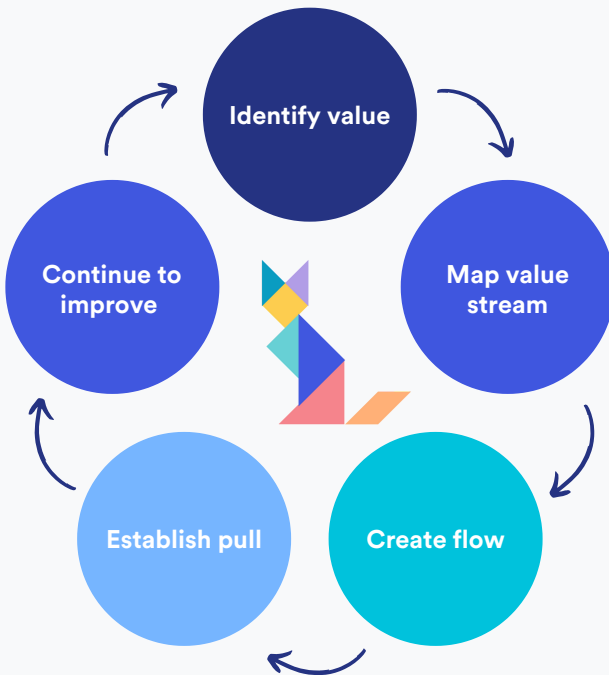 Identify value
Map value
stream
Create flow
Establish pull
Continue to
improve